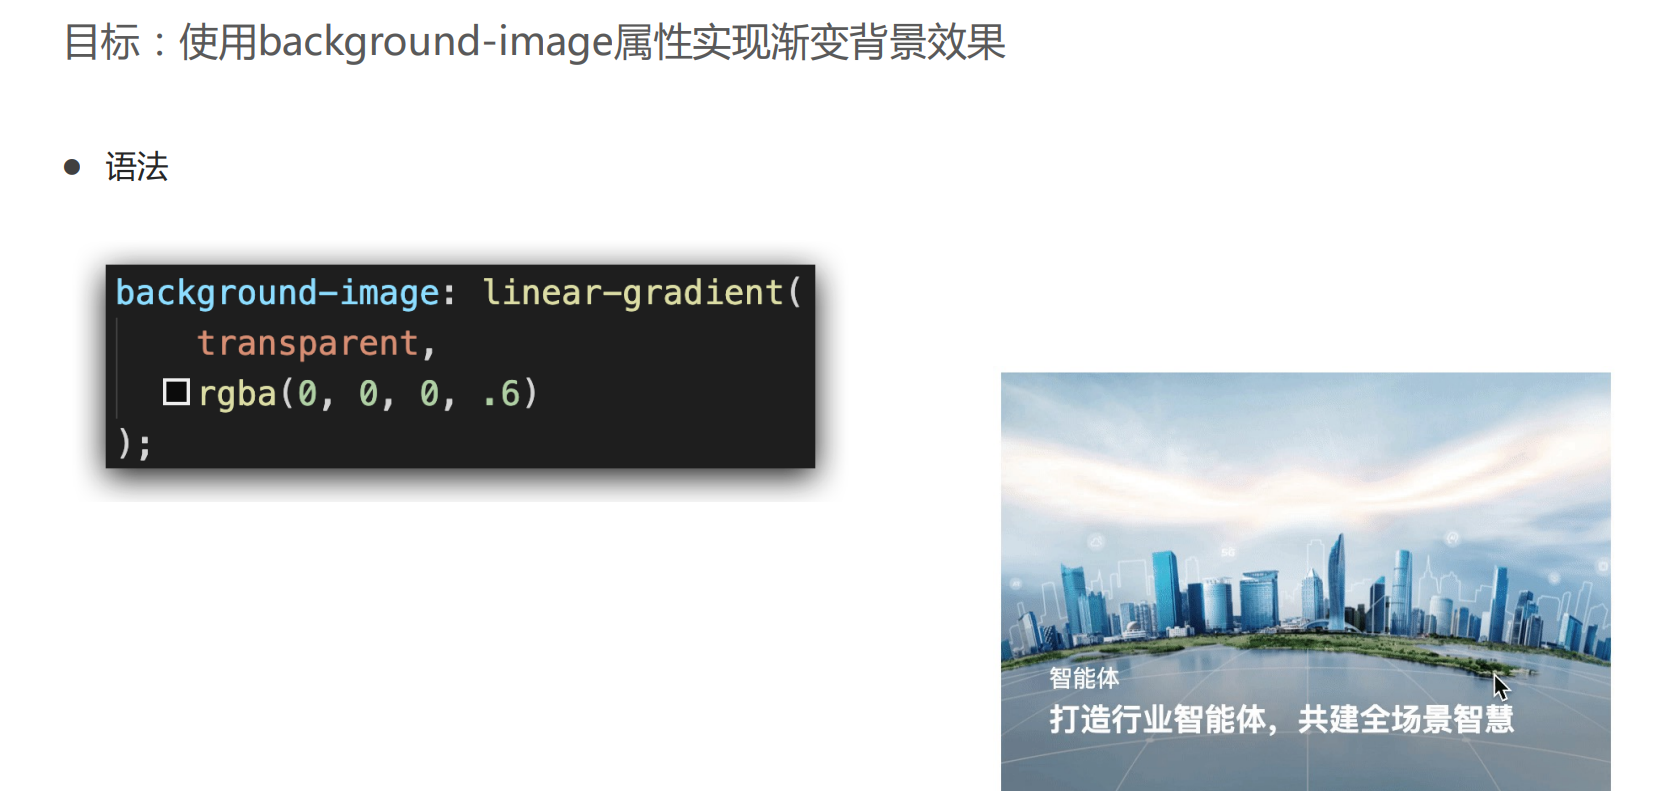 目标：使用background-image属性实现渐变背景效果
● 语法
background-image: linear-gradient(
transparent,
rgba(0, 0, 0, .6)
);
5G
智能体
打造行业智能体，共建全场景智慧